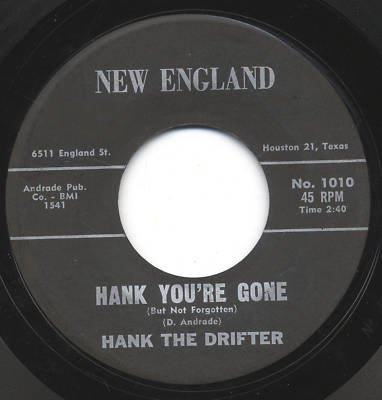 NEW ENGLAND
6511 England St.
Houston 21, Texas
Andrade Pub.
Co. - BMI
1541
No. 1010
45 RPM
Time 2:40
HANK YOU'RE GONE
(But Not Forgotten)
(D. Andrade)
HANK THE DRIFTER